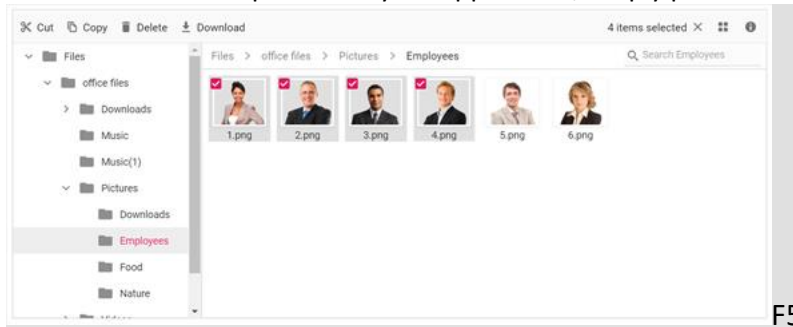 Cut Copy Delete Download 4 items selected
Files
Files > office files > Pictures > Employees Search Employees
office files
Downloads
Music
Music(1)
Pictures
Downloads
Employees
Food
Nature
1.png 2.png 3.png 4.png 5.png 6.png
F5